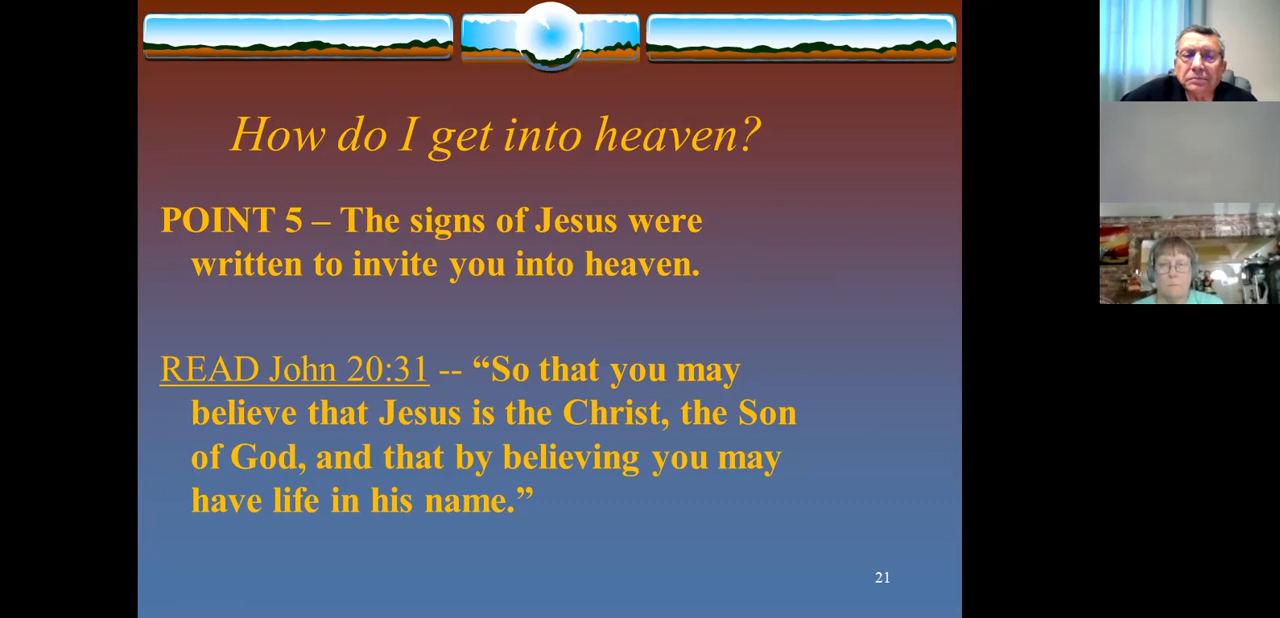 How do I get into heaven?
POINT 5 – The signs of Jesus were
written to invite you into heaven.
READ John 20:31 -- “So that you may
believe that Jesus is the Christ, the Son
of God, and that by believing you may
have life in his name.”
21